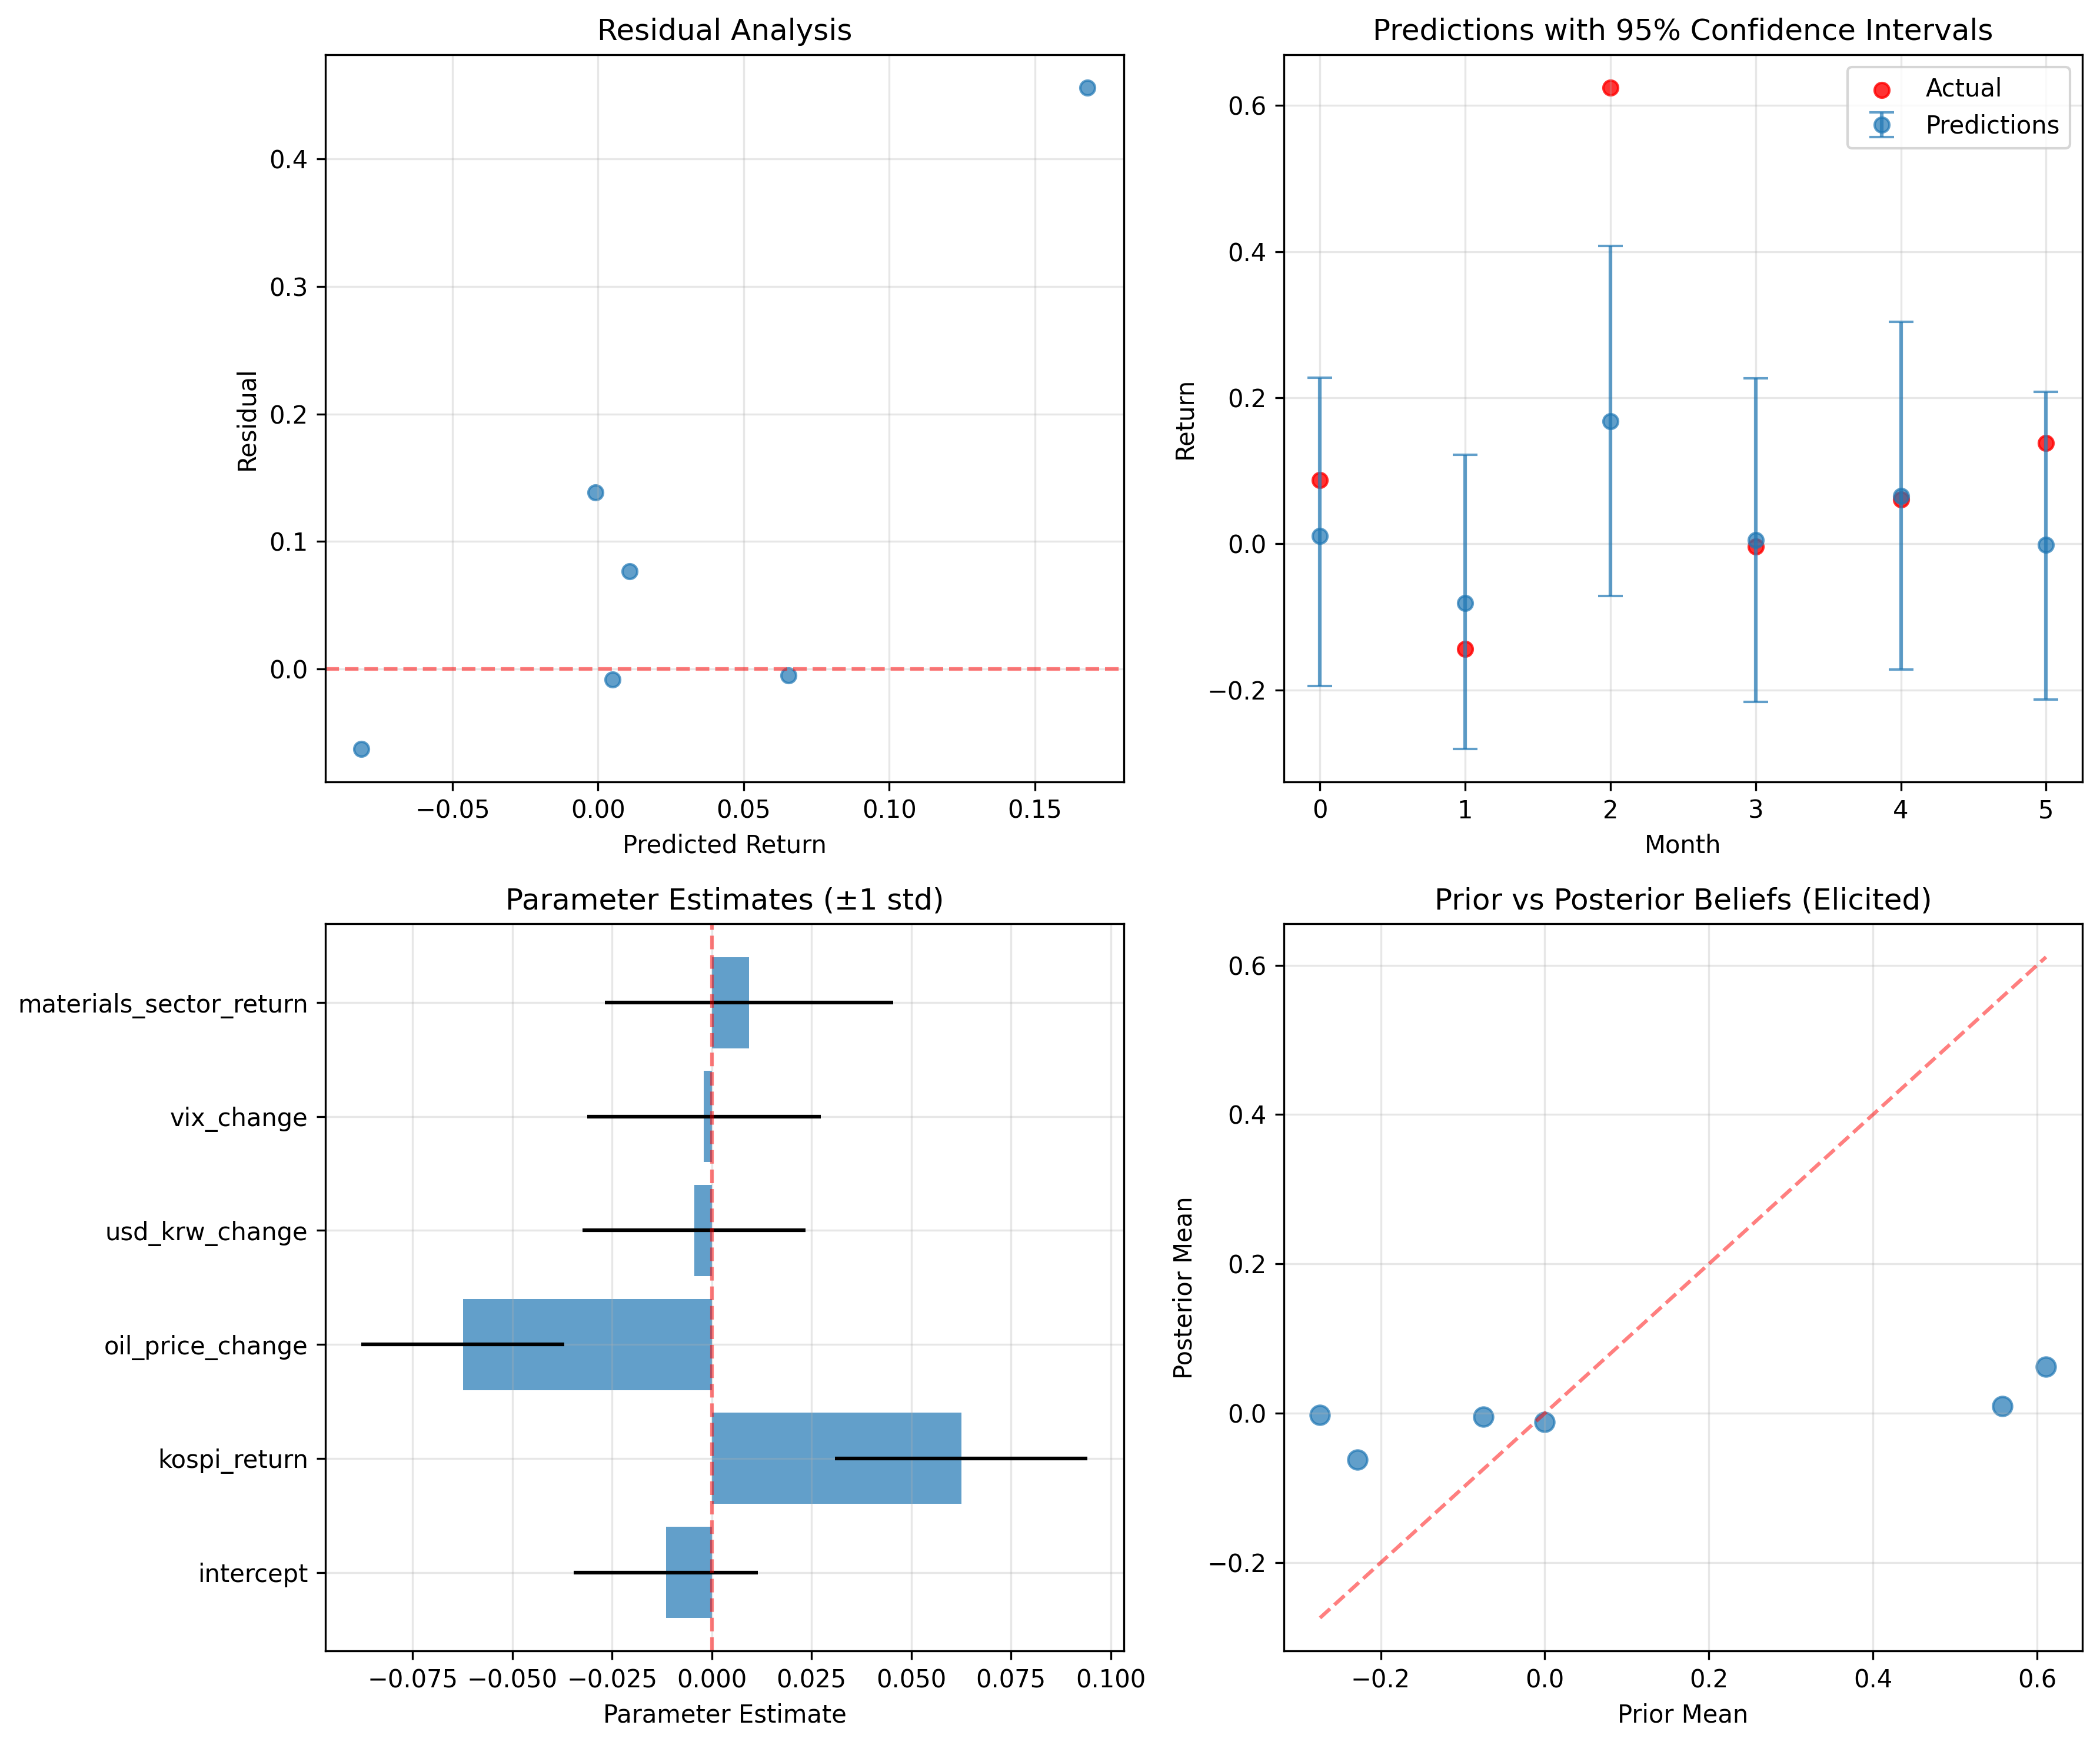 Residual Analysis
0.4
0.3
0.2
0.1
0.0
Residual
−0.05
0.00
0.05
0.10
0.15
Predicted Return
Predictions with 95% Confidence Intervals
Actual
Predictions
0.6
0.4
0.2
0.0
−0.2
Return
0
1
2
3
4
5
Month
Parameter Estimates (±1 std)
materials_sector_return
vix_change
usd_krw_change
oil_price_change
kospi_return
intercept
−0.075
−0.050
−0.025
0.000
0.025
0.050
0.075
0.100
Parameter Estimate
Prior vs Posterior Beliefs (Elicited)
0.6
0.4
0.2
0.0
−0.2
Posterior Mean
−0.2
0.0
0.2
0.4
0.6
Prior Mean